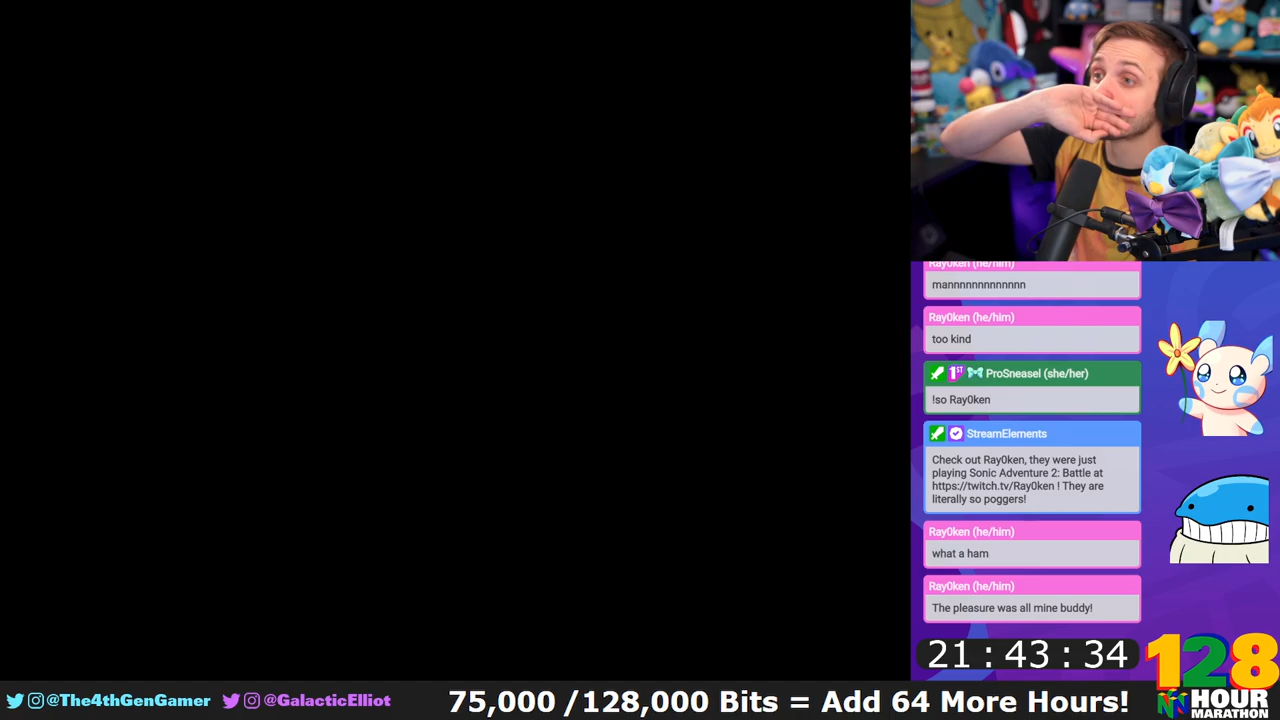 Ray0ken (he/him)
mannnnnnnnnnnnn
Ray0ken (he/him)
too kind
1ST ProSneasel (she/her)
!so Ray0ken
StreamElements
Check out Ray0ken, they were just
playing Sonic Adventure 2: Battle at
https://twitch.tv/Ray0ken ! They are
literally so poggers!
Ray0ken (he/him)
what a ham
Ray0ken (he/him)
The pleasure was all mine buddy!
21:43:34
128
HOUR
MARATHON
@The4thGenGamer @GalacticElliot 75,000 /128,000 Bits = Add 64 More Hours!